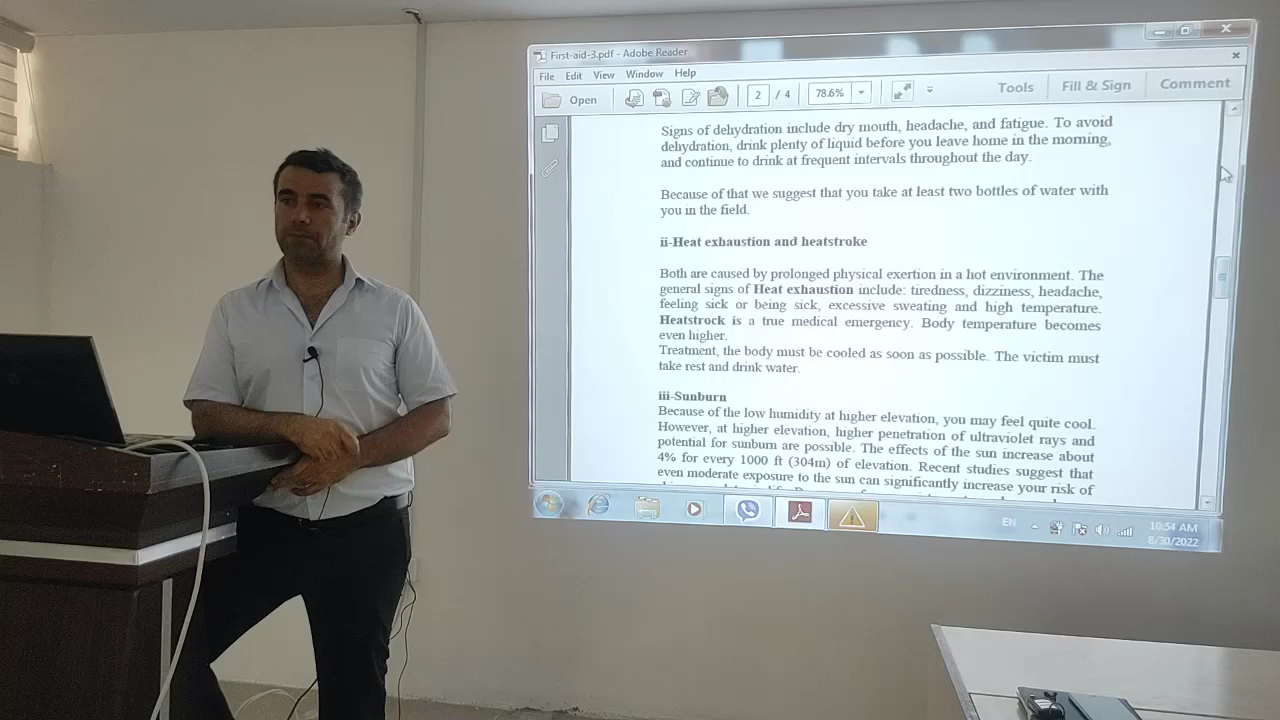 First-aid-3.pdf - Adobe Reader
File Edit View Window Help
Open 2 / 4 78.6% Tools Fill & Sign Comment
Signs of dehydration include dry mouth, headache, and fatigue. To avoid
dehydration, drink plenty of liquid before you leave home in the morning,
and continue to drink at frequent intervals throughout the day.
Because of that we suggest that you take at least two bottles of water with
you in the field.
ii-Heat exhaustion and heatstroke
Both are caused by prolonged physical exertion in a hot environment. The
general signs of Heat exhaustion include: tiredness, dizziness, headache,
feeling sick or being sick, excessive sweating and high temperature.
Heatstrock is a true medical emergency. Body temperature becomes
even higher.
Treatment, the body must be cooled as soon as possible. The victim must
take rest and drink water.
iii-Sunburn
Because of the low humidity at higher elevation, you may feel quite cool.
However, at higher elevation, higher penetration of ultraviolet rays and
potential for sunburn are possible. The effects of the sun increase about
4% for every 1000 ft (304m) of elevation. Recent studies suggest that
even moderate exposure to the sun can significantly increase your risk of
EN 10:54 AM
8/30/2022